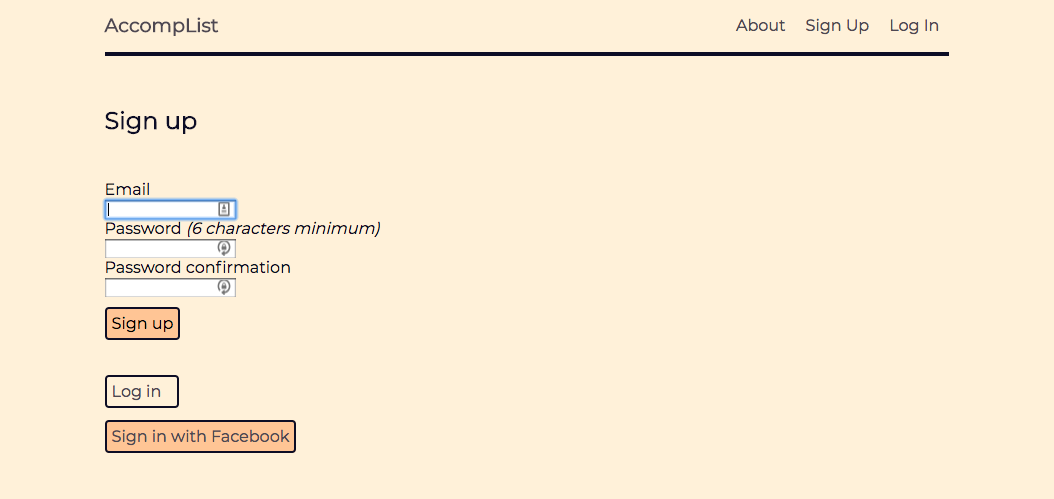 AccompList About Sign Up Log In
Sign up
Email
Password (6 characters minimum)
Password confirmation
Sign up
Log in
Sign in with Facebook